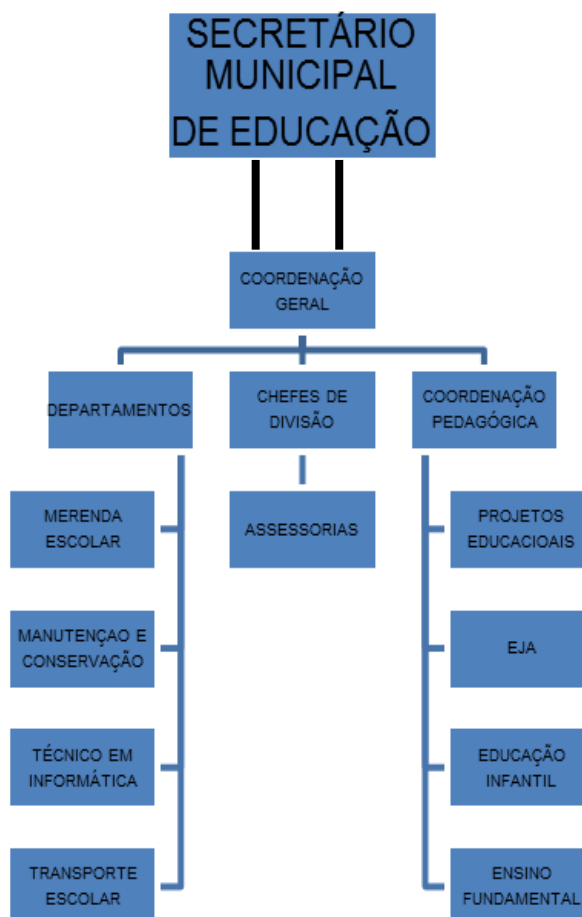 SECRETÁRIO
MUNICIPAL
DE EDUCAÇÃO
COORDENAÇÃO
GERAL
DEPARTAMENTOS
CHEFES DE
DIVISÃO
COORDENAÇÃO
PEDAGÓGICA
MERENDA
ESCOLAR
ASSESSORIAS
PROJETOS
EDUCACIOAIS
MANUTENÇAO E
CONSERVAÇÃO
EJA
TÉCNICO EM
INFORMÁTICA
EDUCAÇÃO
INFANTIL
TRANSPORTE
ESCOLAR
ENSINO
FUNDAMENTAL